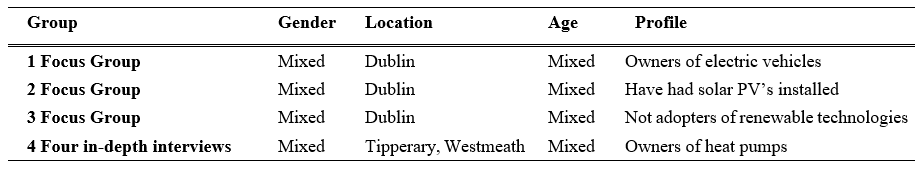 Group Gender Location Age Profile
1 Focus Group Mixed Dublin Mixed Owners of electric vehicles
2 Focus Group Mixed Dublin Mixed Have had solar PV’s installed
3 Focus Group Mixed Dublin Mixed Not adopters of renewable technologies
4 Four in-depth interviews Mixed Tipperary, Westmeath Mixed Owners of heat pumps